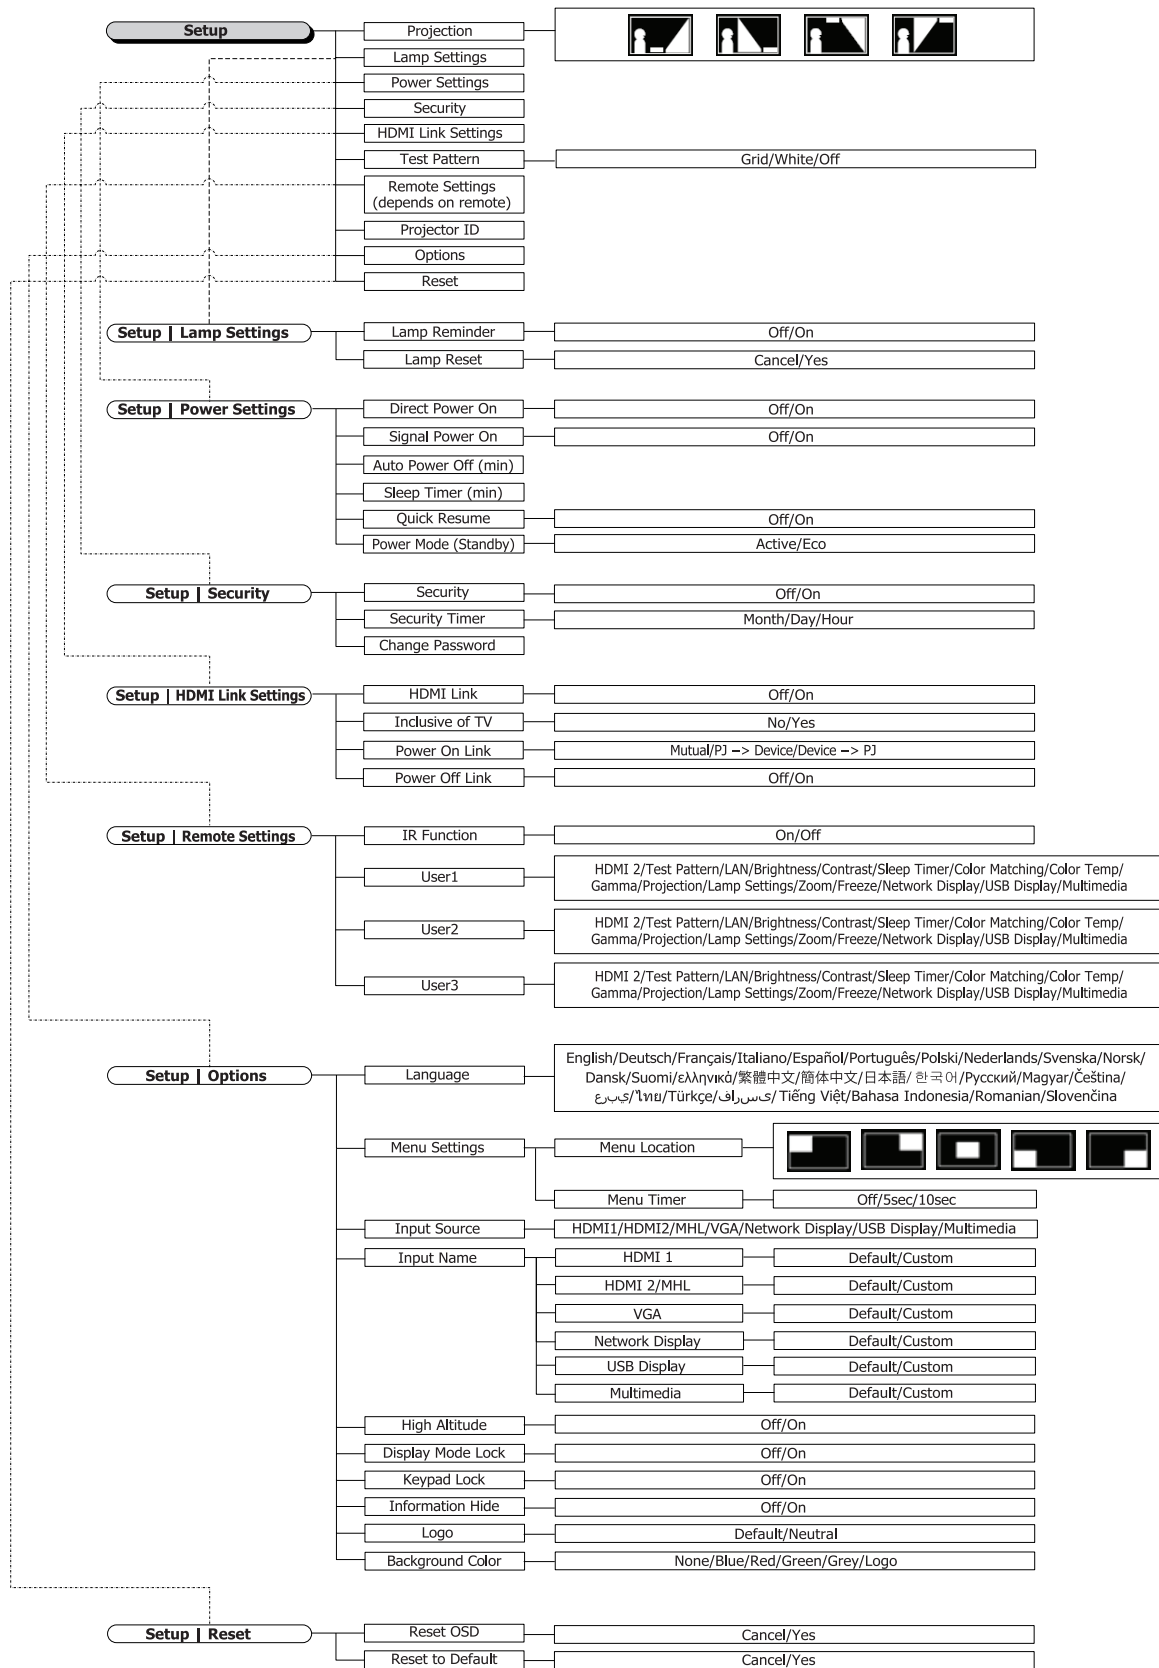 Setup
Projection
Lamp Settings
Power Settings
Security
HDMI Link Settings
Test Pattern
Grid/White/Off
Remote Settings
(depends on remote)
Projector ID
Options
Reset
Setup | Lamp Settings
Lamp Reminder
Off/On
Lamp Reset
Cancel/Yes
Setup | Power Settings
Direct Power On
Off/On
Signal Power On
Off/On
Auto Power Off (min)
Sleep Timer (min)
Quick Resume
Off/On
Power Mode (Standby)
Active/Eco
Setup | Security
Security
Off/On
Security Timer
Month/Day/Hour
Change Password
Setup | HDMI Link Settings
HDMI Link
Off/On
Inclusive of TV
No/Yes
Power On Link
Mutual/PJ −> Device/Device −> PJ
Power Off Link
Off/On
Setup | Remote Settings
IR Function
On/Off
User1
HDMI 2/Test Pattern/LAN/Brightness/Contrast/Sleep Timer/Color Matching/Color Temp/
Gamma/Projection/Lamp Settings/Zoom/Freeze/Network Display/USB Display/Multimedia
User2
HDMI 2/Test Pattern/LAN/Brightness/Contrast/Sleep Timer/Color Matching/Color Temp/
Gamma/Projection/Lamp Settings/Zoom/Freeze/Network Display/USB Display/Multimedia
User3
HDMI 2/Test Pattern/LAN/Brightness/Contrast/Sleep Timer/Color Matching/Color Temp/
Gamma/Projection/Lamp Settings/Zoom/Freeze/Network Display/USB Display/Multimedia
Setup | Options
Language
English/Deutsch/Français/Italiano/Español/Português/Polski/Nederlands/Svenska/Norsk/
Dansk/Suomi/ελληνικά/繁體中文/簡体中文/日本語/한국어/Русский/Magyar/Čeština/
يبرع/ไทย/Türkçe/ىسراف/Tiếng Việt/Bahasa Indonesia/Romanian/Slovenčina
Menu Settings
Menu Location
Menu Timer
Off/5sec/10sec
Input Source
HDMI1/HDMI2/MHL/VGA/Network Display/USB Display/Multimedia
Input Name
HDMI 1
Default/Custom
HDMI 2/MHL
Default/Custom
VGA
Default/Custom
Network Display
Default/Custom
USB Display
Default/Custom
Multimedia
Default/Custom
High Altitude
Off/On
Display Mode Lock
Off/On
Keypad Lock
Off/On
Information Hide
Off/On
Logo
Default/Neutral
Background Color
None/Blue/Red/Green/Grey/Logo
Setup | Reset
Reset OSD
Cancel/Yes
Reset to Default
Cancel/Yes